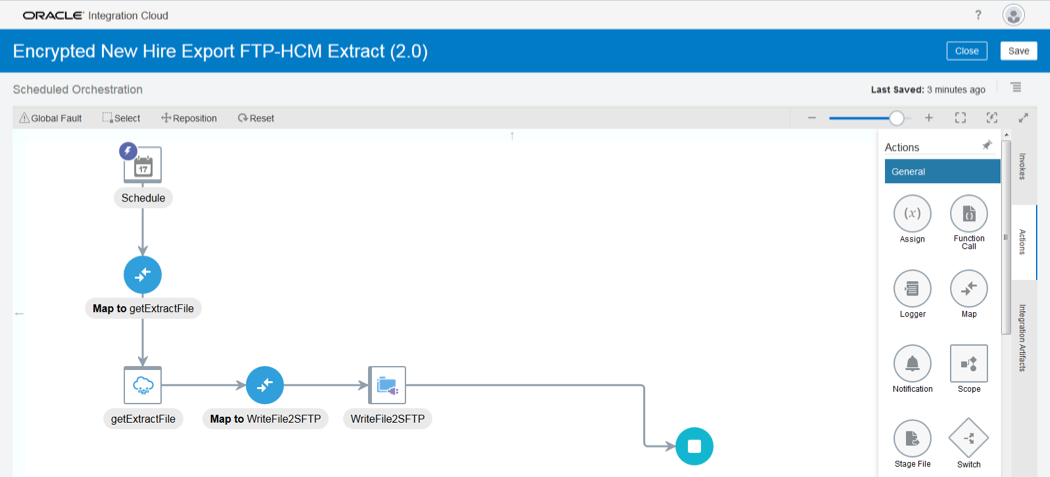 ORACLE Integration Cloud
?
Encrypted New Hire Export FTP-HCM Extract (2.0)
Close
Save
Scheduled Orchestration
Last Saved: 3 minutes ago
Global Fault
Select
Reposition
Reset
Schedule
17
Map to getExtractFile
getExtractFile
Map to WriteFile2SFTP
WriteFile2SFTP
Actions
General
(x)
Assign
Function
Call
Logger
Map
Notification
Scope
Stage File
Switch
Invokes
Actions
Integration Artifacts